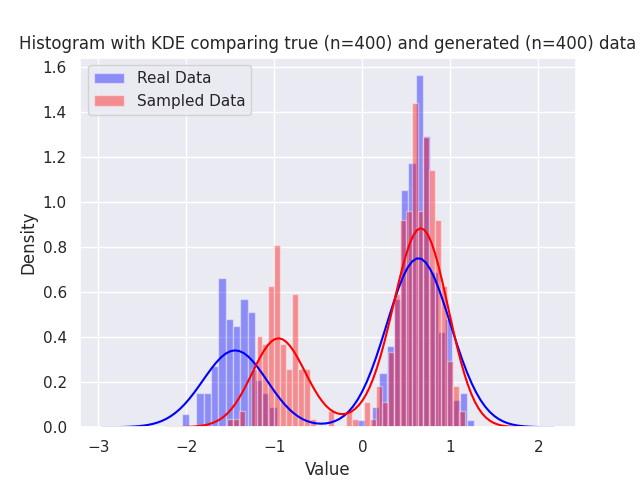 Histogram with KDE comparing true (n=400) and generated (n=400) data
Real Data
Sampled Data
Density
1.6
1.4
1.2
1.0
0.8
0.6
0.4
0.2
0.0
−3 −2 −1 0 1 2
Value